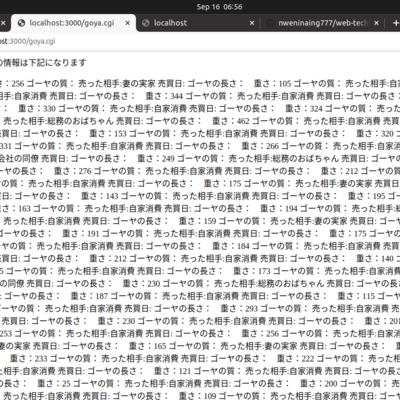 Sep 16 06:56
localhost:3000/goya.cgi
localhost
nweninaing777/web-tech
ost:3000/goya.cgi
の情報は下記になります
さ：256 ゴーヤの質： 売った相手:妻の実家 売買日: ゴーヤの長さ： 重さ：105 ゴーヤの質： 売った相手:自
相手:自家消費 売買日: ゴーヤの長さ： 重さ：344 ゴーヤの質： 売った相手:自家消費 売買日: ゴーヤの長さ：
： 重さ：330 ゴーヤの質： 売った相手:自家消費 売買日: ゴーヤの長さ： 重さ：324 ゴーヤの質： 売った相
： 売った相手:総務のおばちゃん 売買日: ゴーヤの長さ： 重さ：462 ゴーヤの質： 売った相手:自家消費 売買日
売買日: ゴーヤの長さ： 重さ：153 ゴーヤの質： 売った相手:自家消費 売買日: ゴーヤの長さ： 重さ：320 ゴ
331 ゴーヤの質： 売った相手:自家消費 売買日: ゴーヤの長さ： 重さ：266 ゴーヤの質： 売った相手:自家消
会社の同僚 売買日: ゴーヤの長さ： 重さ：249 ゴーヤの質： 売った相手:総務のおばちゃん 売買日: ゴーヤの
ーヤの長さ： 重さ：276 ゴーヤの質： 売った相手:自家消費 売買日: ゴーヤの長さ： 重さ：212 ゴーヤの質
の質： 売った相手:自家消費 売買日: ゴーヤの長さ： 重さ：175 ゴーヤの質： 売った相手:妻の実家 売買日:
日: ゴーヤの長さ： 重さ：143 ゴーヤの質： 売った相手:自家消費 売買日: ゴーヤの長さ： 重さ：195 ゴー
さ：163 ゴーヤの質： 売った相手:自家消費 売買日: ゴーヤの長さ： 重さ：194 ゴーヤの質： 売った相手:
： 売った相手:自家消費 売買日: ゴーヤの長さ： 重さ：159 ゴーヤの質： 売った相手:妻の実家 売買日: ゴー
ーヤの長さ： 重さ：191 ゴーヤの質： 売った相手:自家消費 売買日: ゴーヤの長さ： 重さ：175 ゴーヤの
ーヤの質： 売った相手:自家消費 売買日: ゴーヤの長さ： 重さ：184 ゴーヤの質： 売った相手:自家消費
売買日: ゴーヤの長さ： 重さ：212 ゴーヤの質： 売った相手:自家消費 売買日: ゴーヤの長さ： 重さ：140
5 ゴーヤの質： 売った相手:自家消費 売買日: ゴーヤの長さ： 重さ：173 ゴーヤの質： 売った相手:自家消費
の同僚 売買日: ゴーヤの長さ： 重さ：230 ゴーヤの質： 売った相手:総務のおばちゃん 売買日: ゴーヤの長さ
: ゴーヤの長さ： 重さ：187 ゴーヤの質： 売った相手:自家消費 売買日: ゴーヤの長さ： 重さ：115 ゴー
ーヤの質： 売った相手:自家消費 売買日: ゴーヤの長さ： 重さ：293 ゴーヤの質： 売った相手:自家消費
売買日: ゴーヤの長さ： 重さ：230 ゴーヤの質： 売った相手:自家消費 売買日: ゴーヤの長さ： 重さ：201
253 ゴーヤの質： 売った相手:自家消費 売買日: ゴーヤの長さ： 重さ：256 ゴーヤの質： 売った相手:自家消
妻の実家 売買日: ゴーヤの長さ： 重さ：165 ゴーヤの質： 売った相手:妻の実家 売買日: ゴーヤの長さ：
： 重さ：233 ゴーヤの質： 売った相手:自家消費 売買日: ゴーヤの長さ： 重さ：222 ゴーヤの質： 売った相
った相手:自家消費 売買日: ゴーヤの長さ： 重さ：121 ゴーヤの質： 売った相手:自家消費 売買日: ゴーヤの長
の長さ： 重さ：25 ゴーヤの質： 売った相手:自家消費 売買日: ゴーヤの長さ： 重さ：200 ゴーヤの質： 売
： 売った相手:自家消費 売買日: ゴーヤの長さ： 重さ：109 ゴーヤの質： 売った相手:自家消費 売買日: ゴー